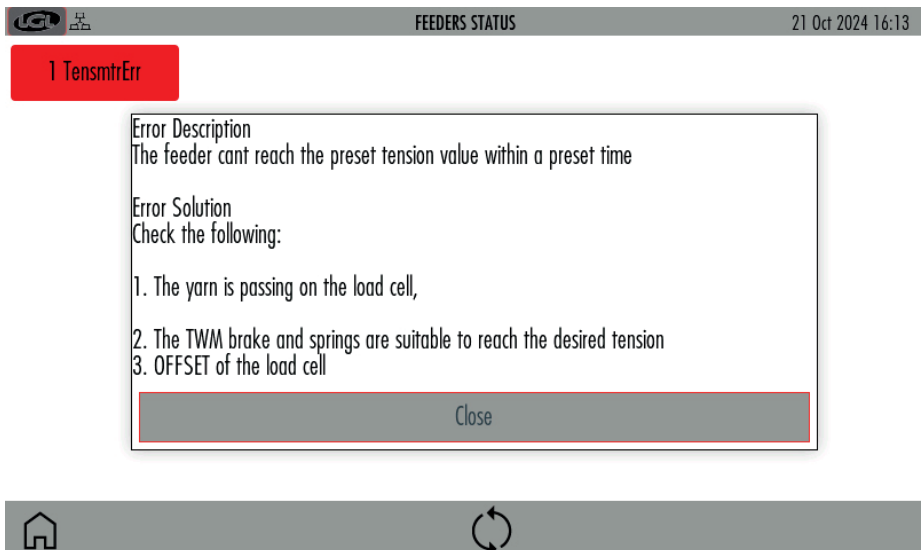 LGL
FEEDERS STATUS
21 Oct 2024 16:13
1 TensmtrErr
Error Description
The feeder cant reach the preset tension value within a preset time
Error Solution
Check the following:
1. The yarn is passing on the load cell,
2. The TWM brake and springs are suitable to reach the desired tension
3. OFFSET of the load cell
Close